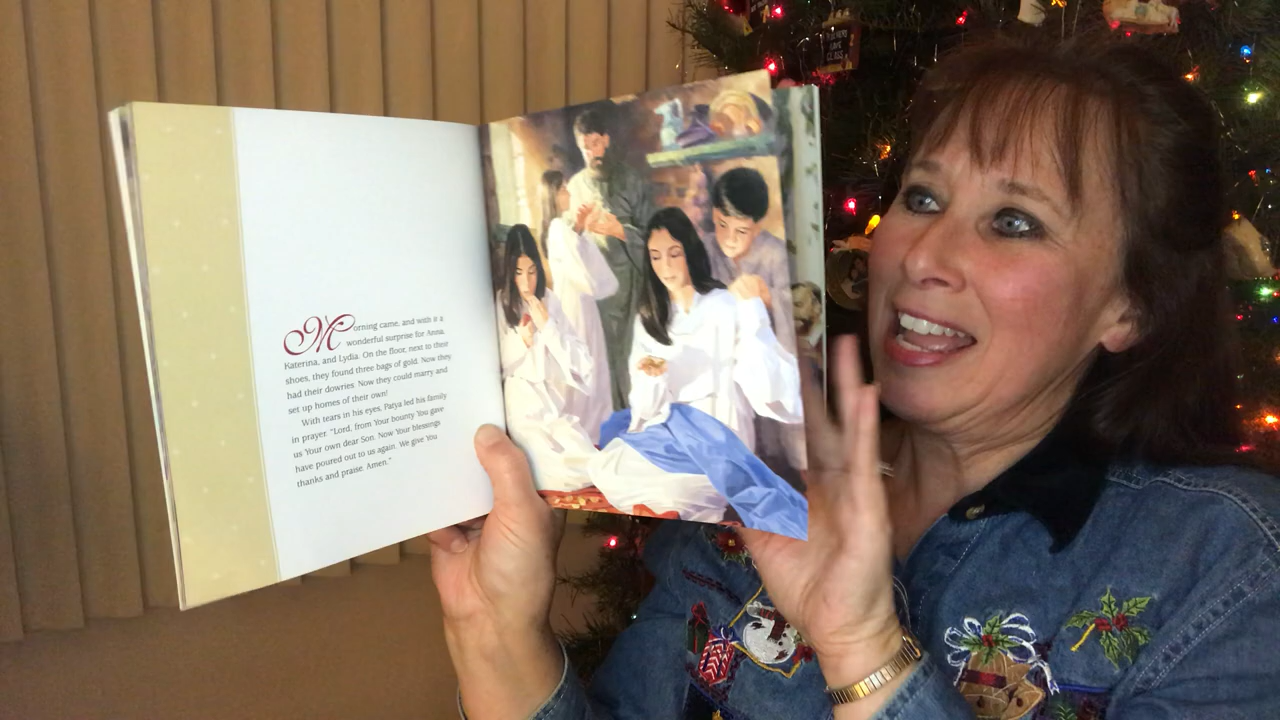 Morning came, and with it a
wonderful surprise for Anna,
Katerina, and Lydia. On the floor, next to their
shoes, they found three bags of gold. Now they
had their dowries. Now they could marry and
set up homes of their own!
With tears in his eyes, Patya led his family
in prayer. "Lord, from Your bounty You gave
us Your own dear Son. Now Your blessings
have poured out to us again. We give You
thanks and praise. Amen."